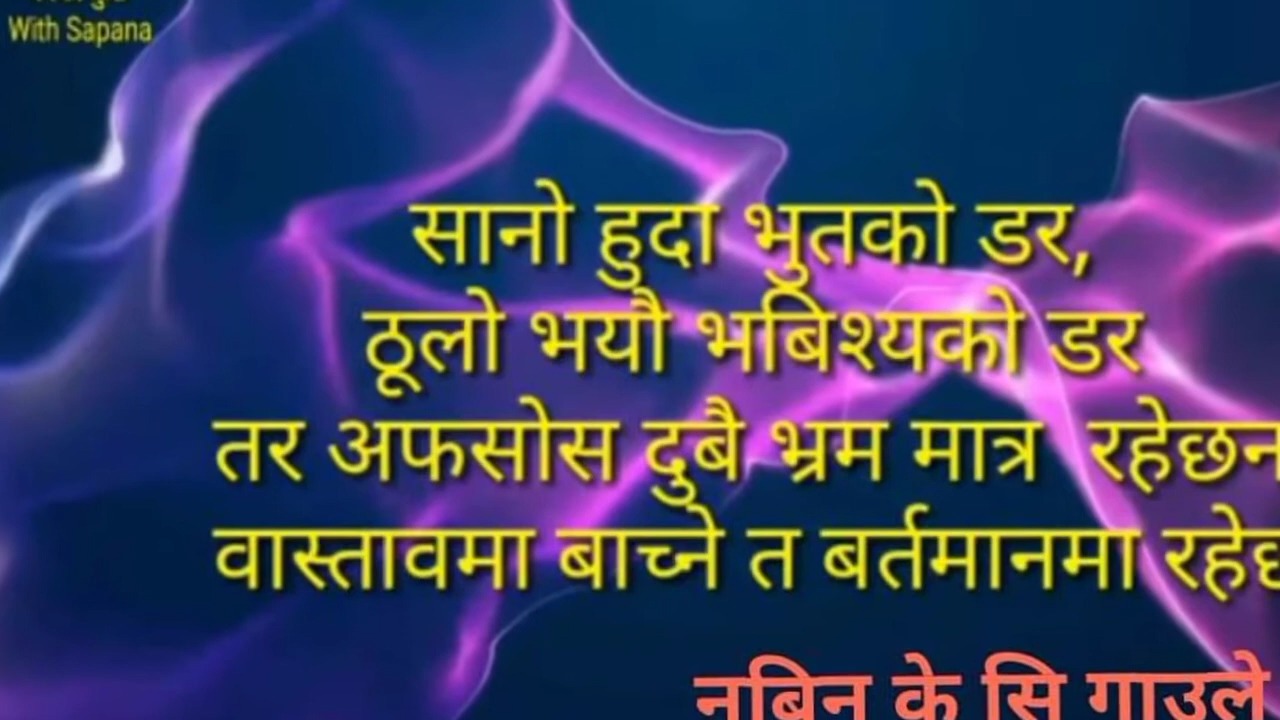 With Sapana
सानो हुदा भुतको डर,
ठूलो भयौ भबिश्यको डर
तर अफसोस दुबै भ्रम मात्र रहेछन
वास्तावमा बाच्ने त बर्तमानमा
नबिन के सि गाउले